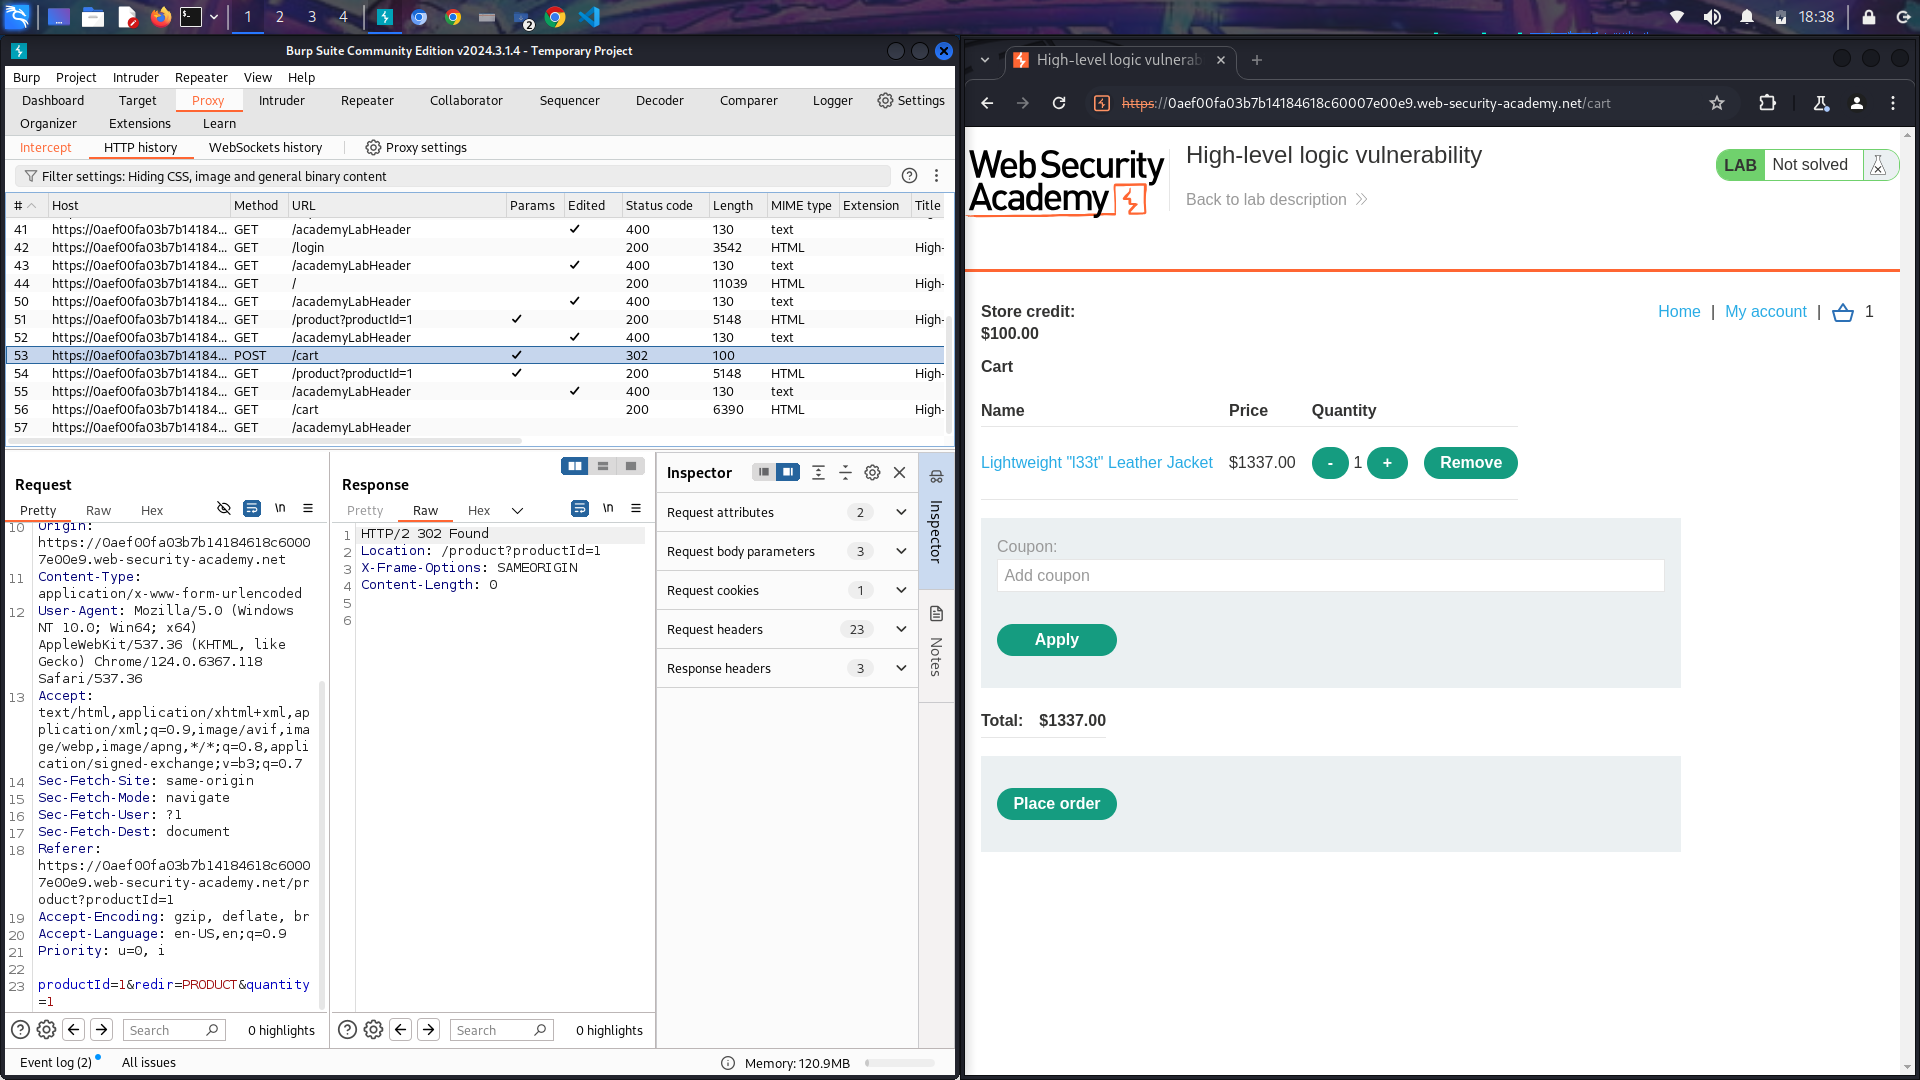 1 2 3 4 2 18:38
Burp Suite Community Edition v2024.3.1.4 - Temporary Project
Burp Project Intruder Repeater View Help
Dashboard Target Proxy Intruder Repeater Collaborator Sequencer Decoder Comparer Logger Settings
Organizer Extensions Learn
Intercept HTTP history WebSockets history Proxy settings
Filter settings: Hiding CSS, image and general binary content
# Host Method URL Params Edited Status code Length MIME type Extension Title
41 https://0aef00fa03b7b14184... GET /academyLabHeader ✓ 400 130 text
42 https://0aef00fa03b7b14184... GET /login 200 3542 HTML High-
43 https://0aef00fa03b7b14184... GET /academyLabHeader ✓ 400 130 text
44 https://0aef00fa03b7b14184... GET / 200 11039 HTML High-
50 https://0aef00fa03b7b14184... GET /academyLabHeader ✓ 400 130 text
51 https://0aef00fa03b7b14184... GET /product?productId=1 ✓ 200 5148 HTML High-
52 https://0aef00fa03b7b14184... GET /academyLabHeader ✓ 400 130 text
53 https://0aef00fa03b7b14184... POST /cart ✓ 302 100
54 https://0aef00fa03b7b14184... GET /product?productId=1 ✓ 200 5148 HTML High-
55 https://0aef00fa03b7b14184... GET /academyLabHeader ✓ 400 130 text
56 https://0aef00fa03b7b14184... GET /cart 200 6390 HTML High-
57 https://0aef00fa03b7b14184... GET /academyLabHeader
Request
Pretty Raw Hex \n
10 Origin:
https://0aef00fa03b7b14184618c6000
7e00e9.web-security-academy.net
11 Content-Type:
application/x-www-form-urlencoded
12 User-Agent: Mozilla/5.0 (Windows
NT 10.0; Win64; x64)
AppleWebKit/537.36 (KHTML, like
Gecko) Chrome/124.0.6367.118
Safari/537.36
13 Accept:
text/html,application/xhtml+xml,ap
plication/xml;q=0.9,image/avif,ima
ge/webp,image/apng,*/*;q=0.8,appli
cation/signed-exchange;v=b3;q=0.7
14 Sec-Fetch-Site: same-origin
15 Sec-Fetch-Mode: navigate
16 Sec-Fetch-User: ?1
17 Sec-Fetch-Dest: document
18 Referer:
https://0aef00fa03b7b14184618c6000
7e00e9.web-security-academy.net/pr
oduct?productId=1
19 Accept-Encoding: gzip, deflate, br
20 Accept-Language: en-US,en;q=0.9
21 Priority: u=0, i
22
23 productId=1&redir=PRODUCT&quantity
=1
Search 0 highlights
Response
Pretty Raw Hex \n
1 HTTP/2 302 Found
2 Location: /product?productId=1
3 X-Frame-Options: SAMEORIGIN
4 Content-Length: 0
5
6
Search 0 highlights
Inspector
Request attributes 2
Request body parameters 3
Request cookies 1
Request headers 23
Response headers 3
Inspector
Notes
Event log (2) All issues Memory: 120.9MB
High-level logic vulnerab
https://0aef00fa03b7b14184618c60007e00e9.web-security-academy.net/cart
Web Security
Academy
High-level logic vulnerability
Back to lab description
LAB Not solved
Store credit:
$100.00
Home | My account | 1
Cart
Name Price Quantity
Lightweight "l33t" Leather Jacket $1337.00 - 1 + Remove
Coupon:
Add coupon
Apply
Total: $1337.00
Place order